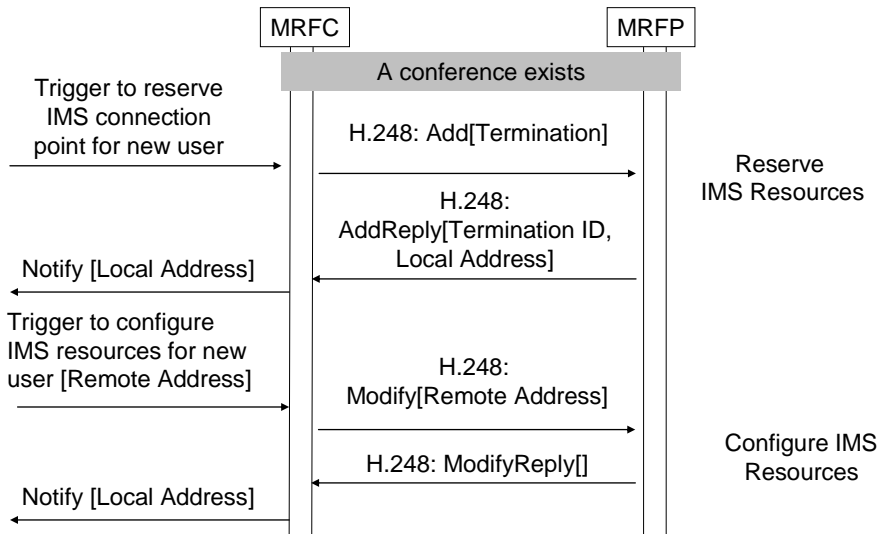 MRFC
MRFP
A conference exists
Trigger to reserve
IMS connection
point for new user
H.248: Add[Termination]
Reserve
IMS Resources
H.248:
AddReply[Termination ID,
Local Address]
Notify [Local Address]
Trigger to configure
IMS resources for new
user [Remote Address]
H.248:
Modify[Remote Address]
Configure IMS
Resources
H.248: ModifyReply[]
Notify [Local Address]